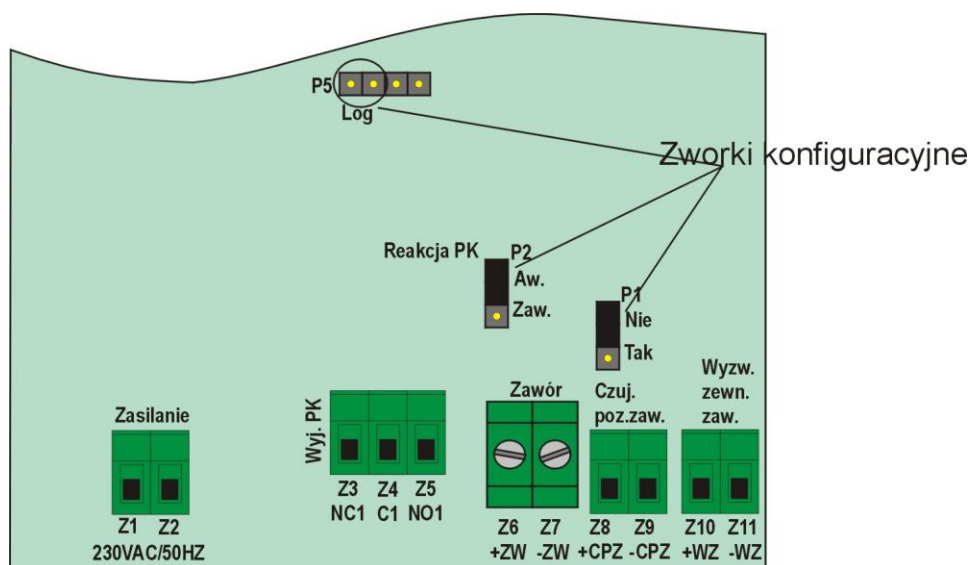 P5
Log
Zworki konfiguracyjne
Reakcja PK P2
Aw.
Zaw.
P1
Nie
Tak
Zasilanie
Wyj. PK
Zawór
Czuj.
poz.zaw.
Wyzw.
zewn.
zaw.
Z1 Z2
230VAC/50HZ
Z3 Z4 Z5
NC1 C1 NO1
Z6 Z7
+ZW -ZW
Z8 Z9
+CPZ -CPZ
Z10 Z11
+WZ -WZ